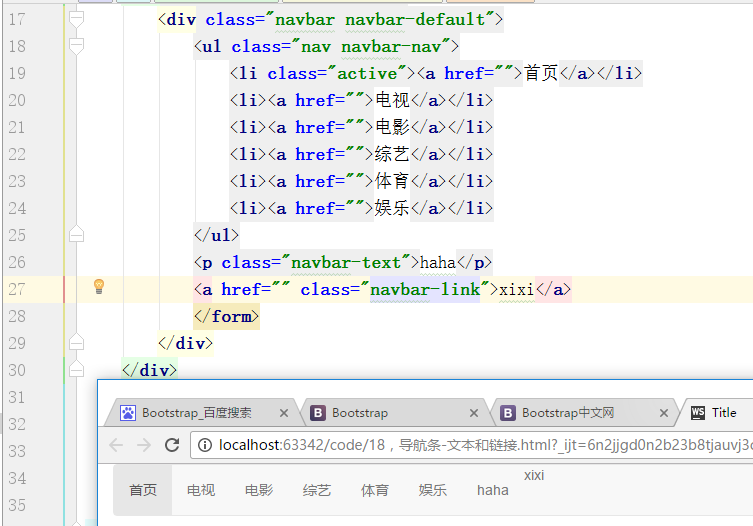 17 <div class="navbar navbar-default">
18 <ul class="nav navbar-nav">
19 <li class="active"><a href="">首页</a></li>
20 <li><a href="">电视</a></li>
21 <li><a href="">电影</a></li>
22 <li><a href="">综艺</a></li>
23 <li><a href="">体育</a></li>
24 <li><a href="">娱乐</a></li>
25 </ul>
26 <p class="navbar-text">haha</p>
27 <a href="" class="navbar-link">xixi</a>
28 </form>
29 </div>
30 </div>
31
32
33
34
35
Bootstrap_百度搜索 Bootstrap Bootstrap中文网 WS Title
localhost:63342/code/18，导航条-文本和链接.html?_ijt=6n2jjgd0n2b23b8tjauvj3
首页 电视 电影 综艺 体育 娱乐 haha xixi